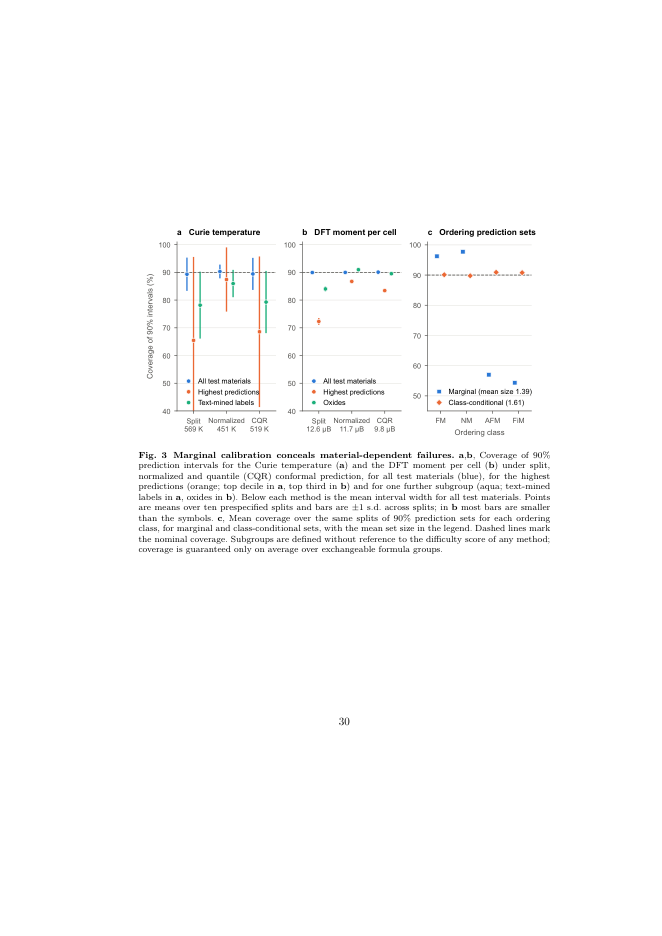 a Curie temperature
b DFT moment per cell
c Ordering prediction sets
Coverage of 90% intervals (%)
100
90
80
70
60
50
40
All test materials
Highest predictions
Text-mined labels
Split
569 K
Normalized
451 K
CQR
519 K
100
90
80
70
60
50
40
All test materials
Highest predictions
Oxides
Split
12.6 μB
Normalized
11.7 μB
CQR
9.8 μB
100
90
80
70
60
50
Marginal (mean size 1.39)
Class-conditional (1.61)
FM
NM
AFM
FiM
Ordering class
Fig. 3 Marginal calibration conceals material-dependent failures. a,b, Coverage of 90%
prediction intervals for the Curie temperature (a) and the DFT moment per cell (b) under split,
normalized and quantile (CQR) conformal prediction, for all test materials (blue), for the highest
predictions (orange; top decile in a, top third in b) and for one further subgroup (aqua; text-mined
labels in a, oxides in b). Below each method is the mean interval width for all test materials. Points
are means over ten prespecified splits and bars are ±1 s.d. across splits; in b most bars are smaller
than the symbols. c, Mean coverage over the same splits of 90% prediction sets for each ordering
class, for marginal and class-conditional sets, with the mean set size in the legend. Dashed lines mark
the nominal coverage. Subgroups are defined without reference to the difficulty score of any method;
coverage is guaranteed only on average over exchangeable formula groups.
30